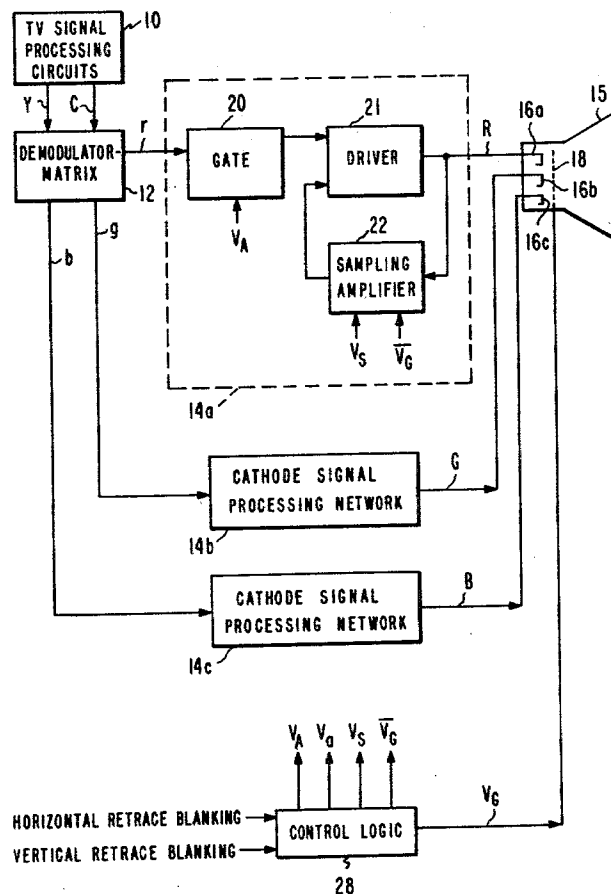 TV SIGNAL
PROCESSING
CIRCUITS
10
Y
C
DEMODULATOR
MATRIX
12
r
g
b
20
GATE
V_A
21
DRIVER
22
SAMPLING
AMPLIFIER
V_S
V̅_G
14a
R
15
16a
18
16b
16c
CATHODE SIGNAL
PROCESSING NETWORK
14b
G
CATHODE SIGNAL
PROCESSING NETWORK
14c
B
V_A
V_a
V_S
V̅_G
HORIZONTAL RETRACE BLANKING
VERTICAL RETRACE BLANKING
CONTROL LOGIC
28
V_G